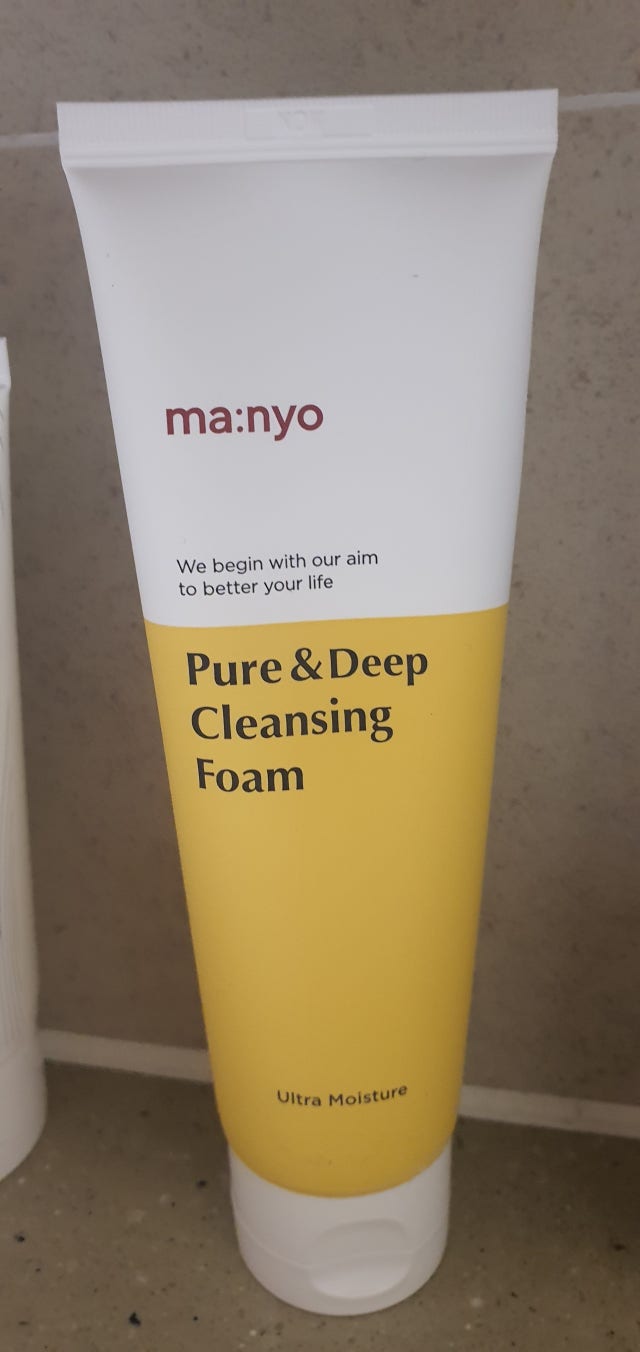 ma:nyo
We begin with our aim
to better your life
Pure & Deep
Cleansing
Foam
Ultra Moisture